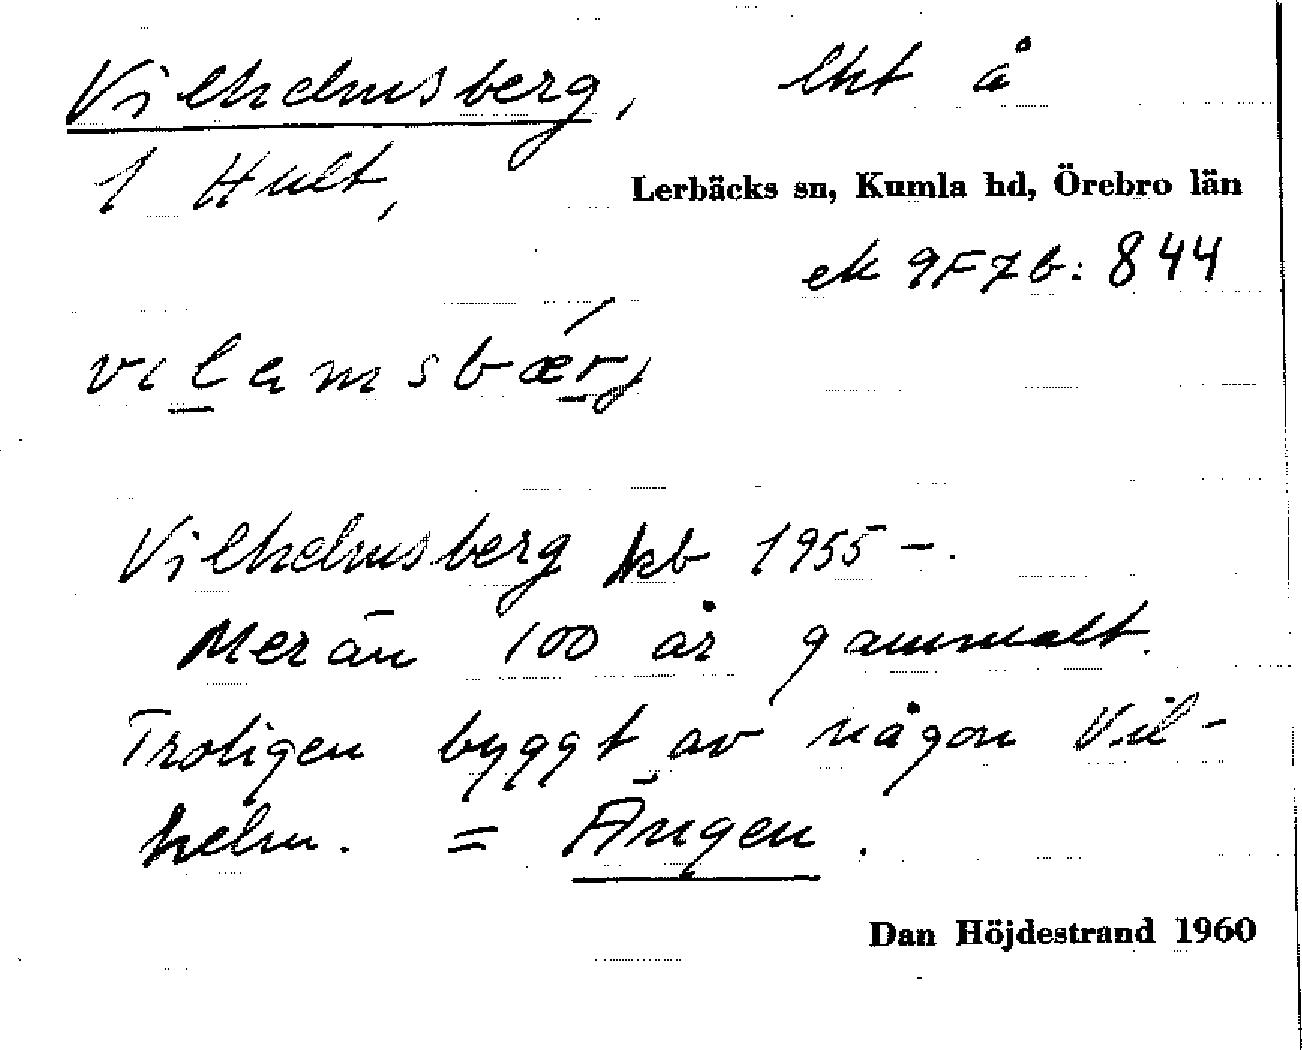 Vilhelmsberg, lht å
1 Hult,
Lerbäcks sn, Kumla hd, Örebro län
ek 9F7b: 844
vilamsbǽrj
Vilhelmsberg kb 1955 –.
Mer än 100 år gammalt.
Troligen byggt av någon Vil-
helm. = Ängen.
Dan Höjdestrand 1960